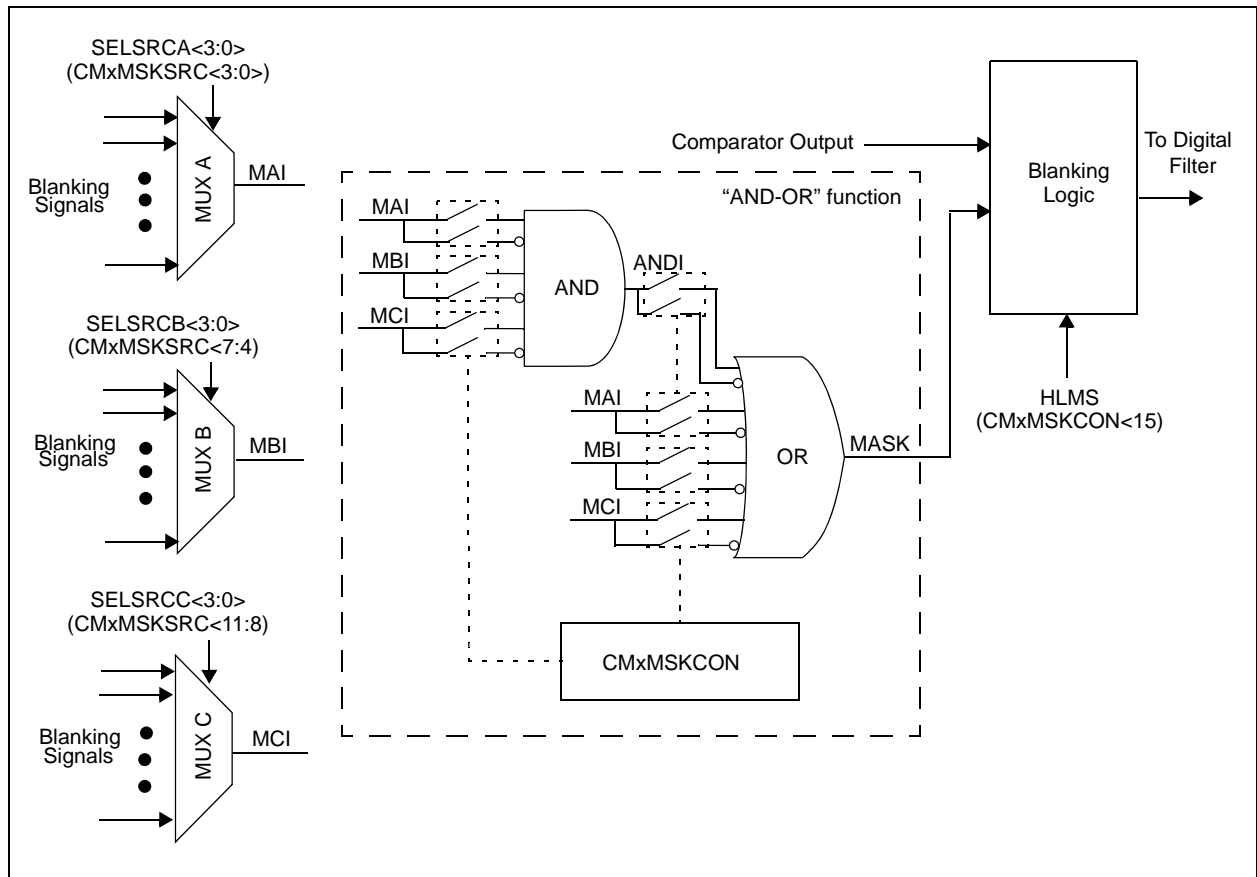 SELSRCA<3:0>
(CMxMSKSRC<3:0>)
MUX A
MAI
Blanking
Signals
SELSRCB<3:0>
(CMxMSKSRC<7:4)
MUX B
MBI
Blanking
Signals
SELSRCC<3:0>
(CMxMSKSRC<11:8)
MUX C
MCI
Blanking
Signals
Comparator Output
“AND-OR” function
MAI
MBI
MCI
AND
ANDI
MAI
MBI
MCI
OR
MASK
CMxMSKCON
Blanking
Logic
To Digital
Filter
HLMS
(CMxMSKCON<15)